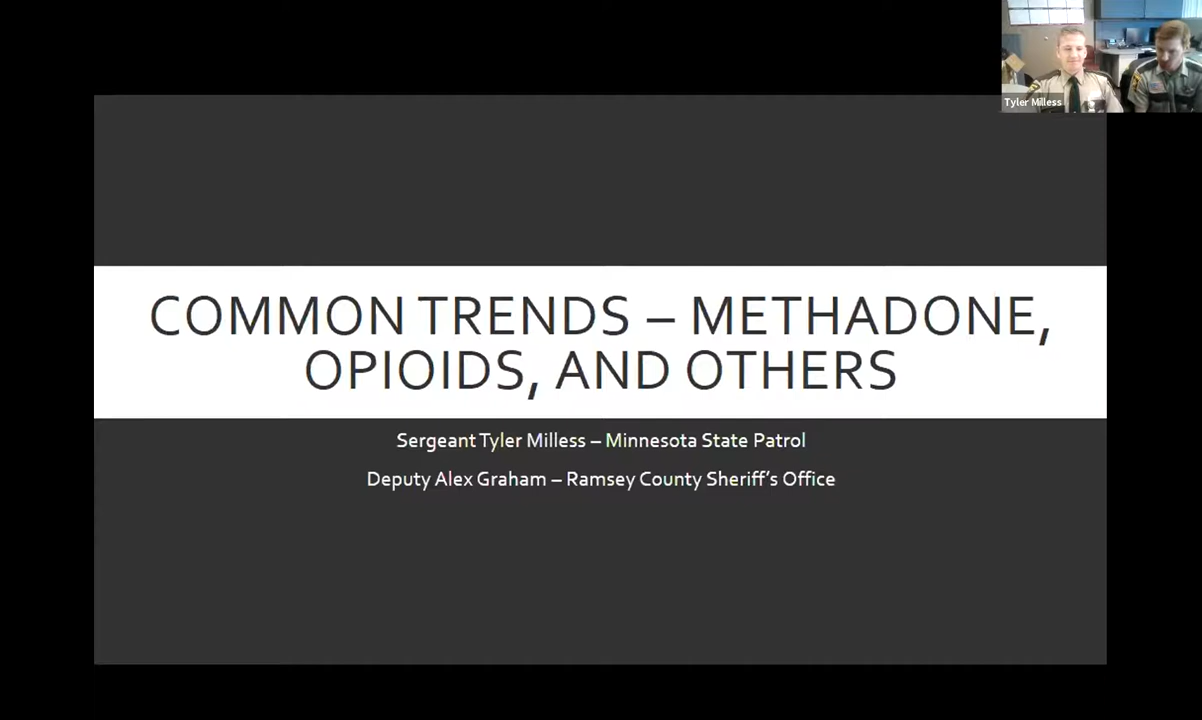 Tyler Milless
COMMON TRENDS – METHADONE,
OPIOIDS, AND OTHERS
Sergeant Tyler Milless – Minnesota State Patrol
Deputy Alex Graham – Ramsey County Sheriff's Office